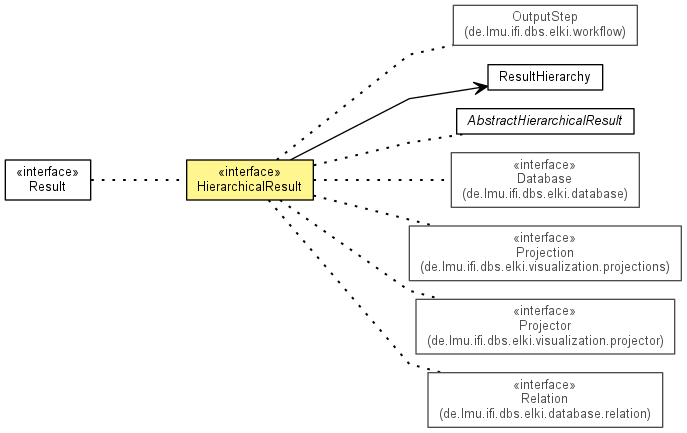 OutputStep
(de.lmu.ifi.dbs.elki.workflow)
ResultHierarchy
AbstractHierarchicalResult
«interface»
Result
«interface»
HierarchicalResult
«interface»
Database
(de.lmu.ifi.dbs.elki.database)
«interface»
Projection
(de.lmu.ifi.dbs.elki.visualization.projections)
«interface»
Projector
(de.lmu.ifi.dbs.elki.visualization.projector)
«interface»
Relation
(de.lmu.ifi.dbs.elki.database.relation)